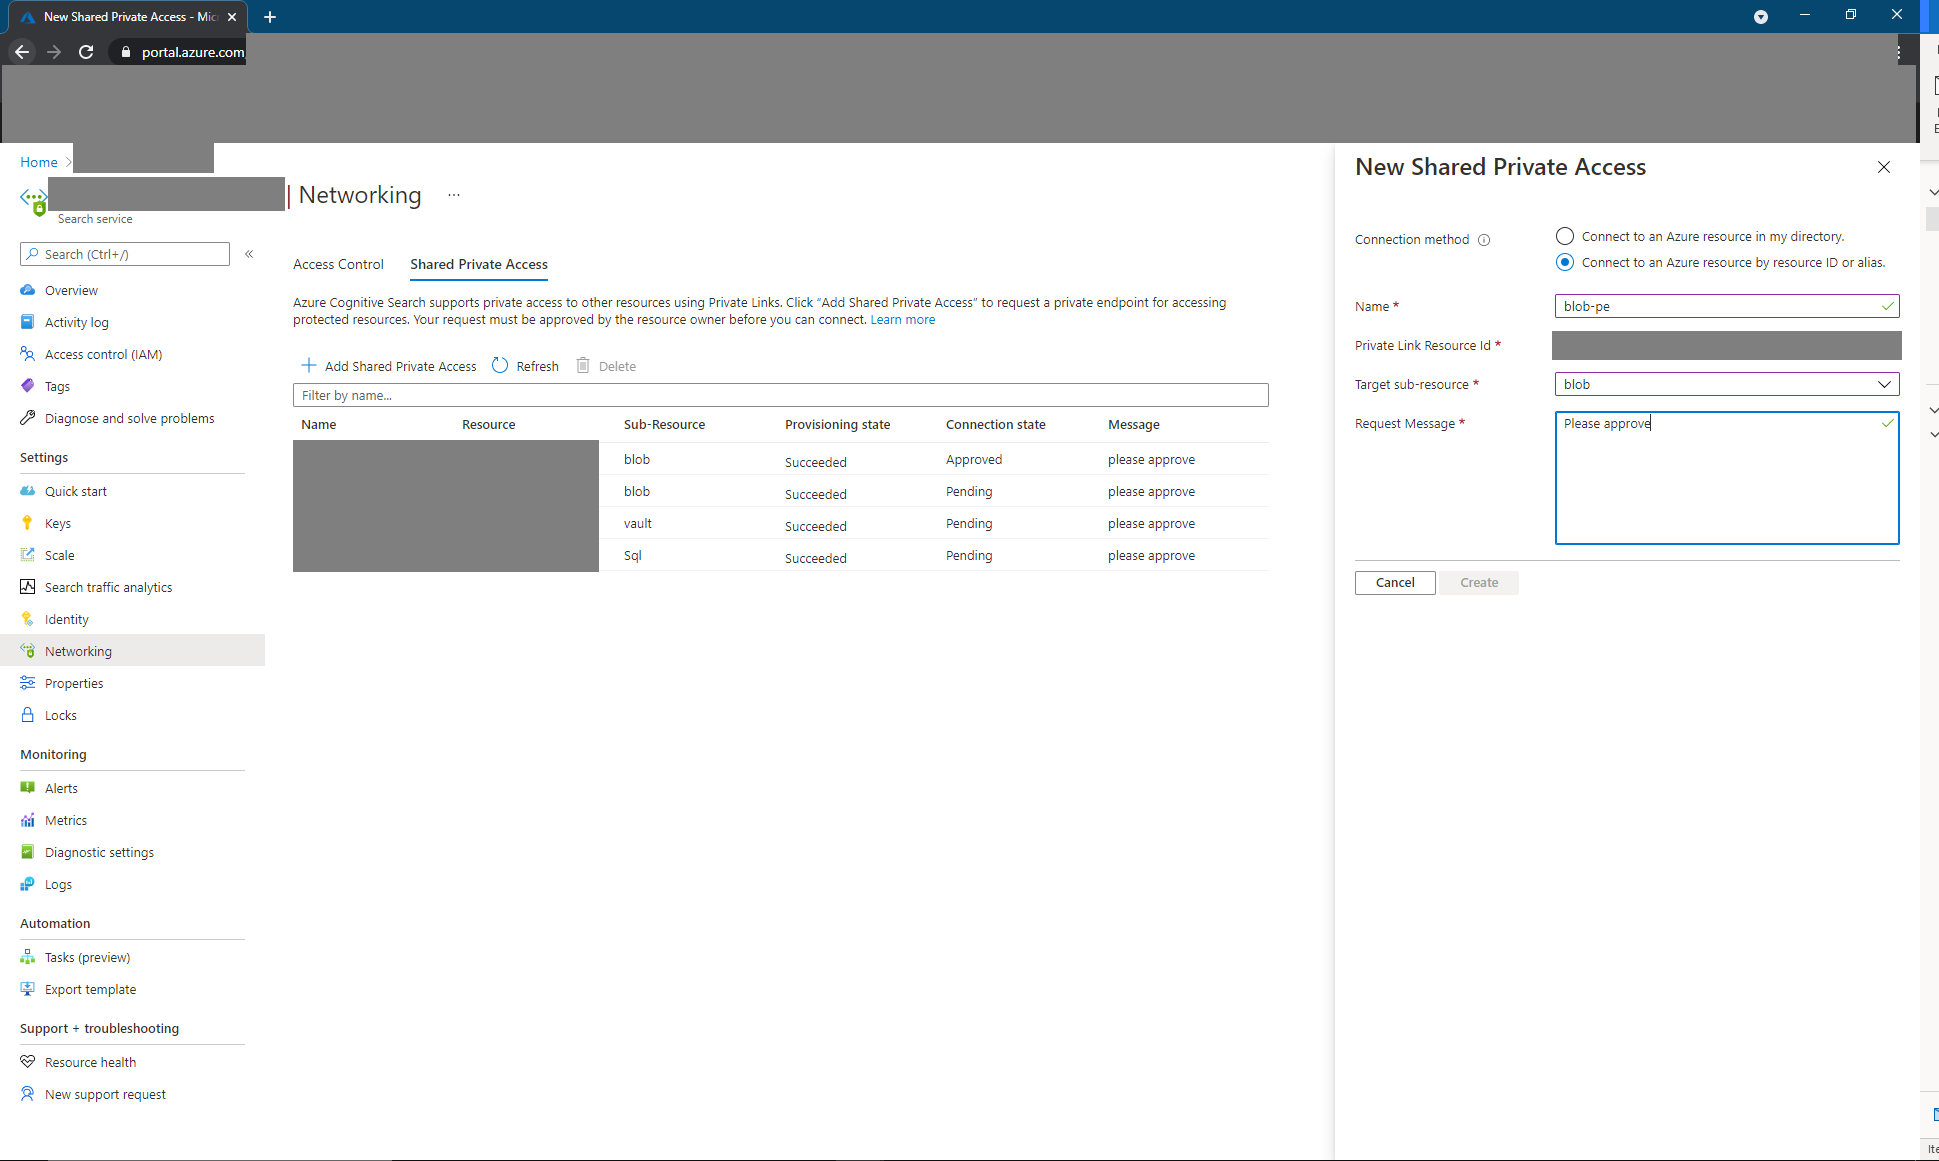 New Shared Private Access - Mic
portal.azure.com
Home >
| Networking ...
Search service
Search (Ctrl+/)
«
Overview
Activity log
Access control (IAM)
Tags
Diagnose and solve problems
Settings
Quick start
Keys
Scale
Search traffic analytics
Identity
Networking
Properties
Locks
Monitoring
Alerts
Metrics
Diagnostic settings
Logs
Automation
Tasks (preview)
Export template
Support + troubleshooting
Resource health
New support request
Access Control Shared Private Access
Azure Cognitive Search supports private access to other resources using Private Links. Click “Add Shared Private Access” to request a private endpoint for accessing
protected resources. Your request must be approved by the resource owner before you can connect. Learn more
Add Shared Private Access Refresh Delete
Filter by name...
Name Resource Sub-Resource Provisioning state Connection state Message
blob Succeeded Approved please approve
blob Succeeded Pending please approve
vault Succeeded Pending please approve
Sql Succeeded Pending please approve
New Shared Private Access
Connection method
Connect to an Azure resource in my directory.
Connect to an Azure resource by resource ID or alias.
Name * blob-pe
Private Link Resource Id *
Target sub-resource * blob
Request Message * Please approve
Cancel Create